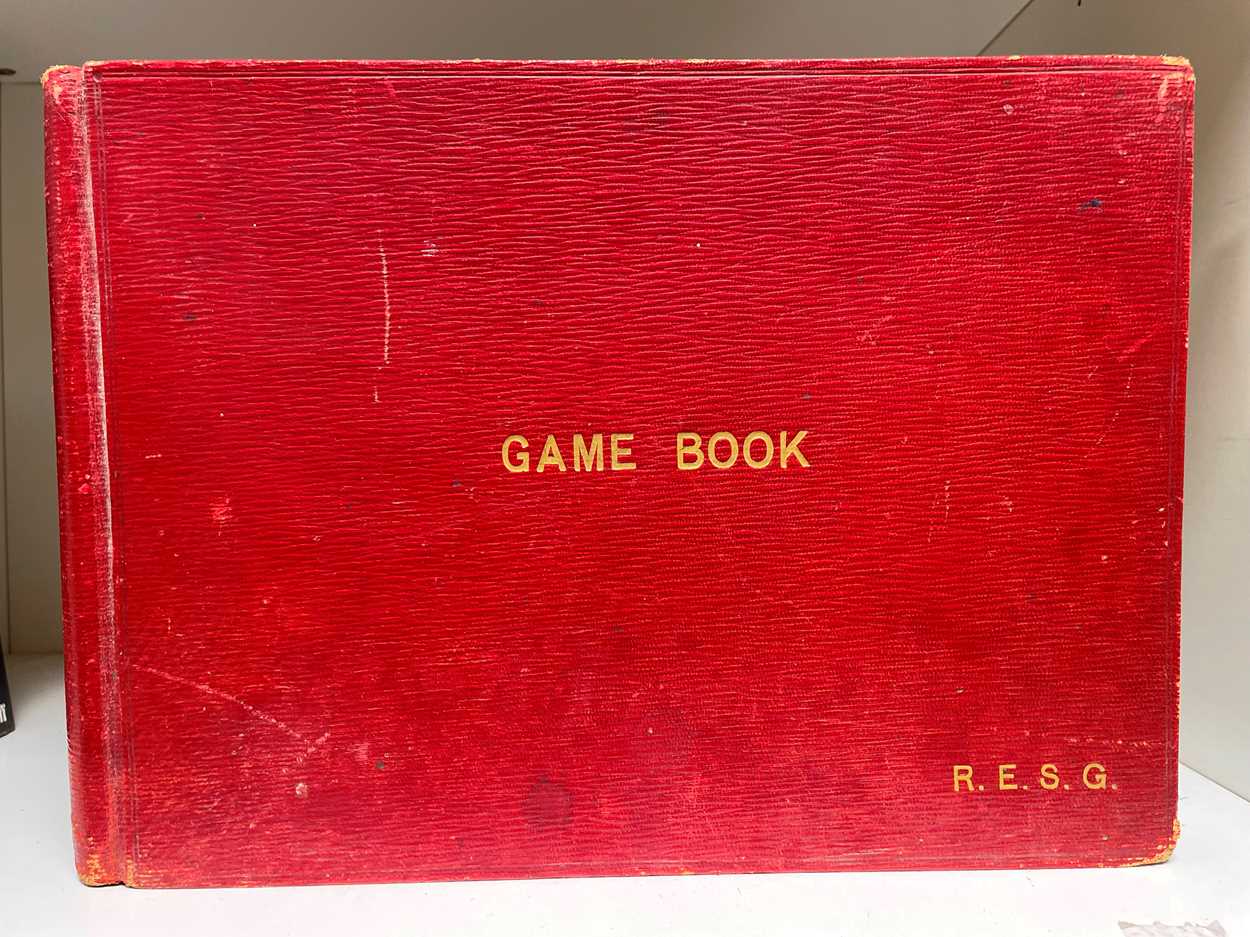 GAME BOOK
R. E. S. G.